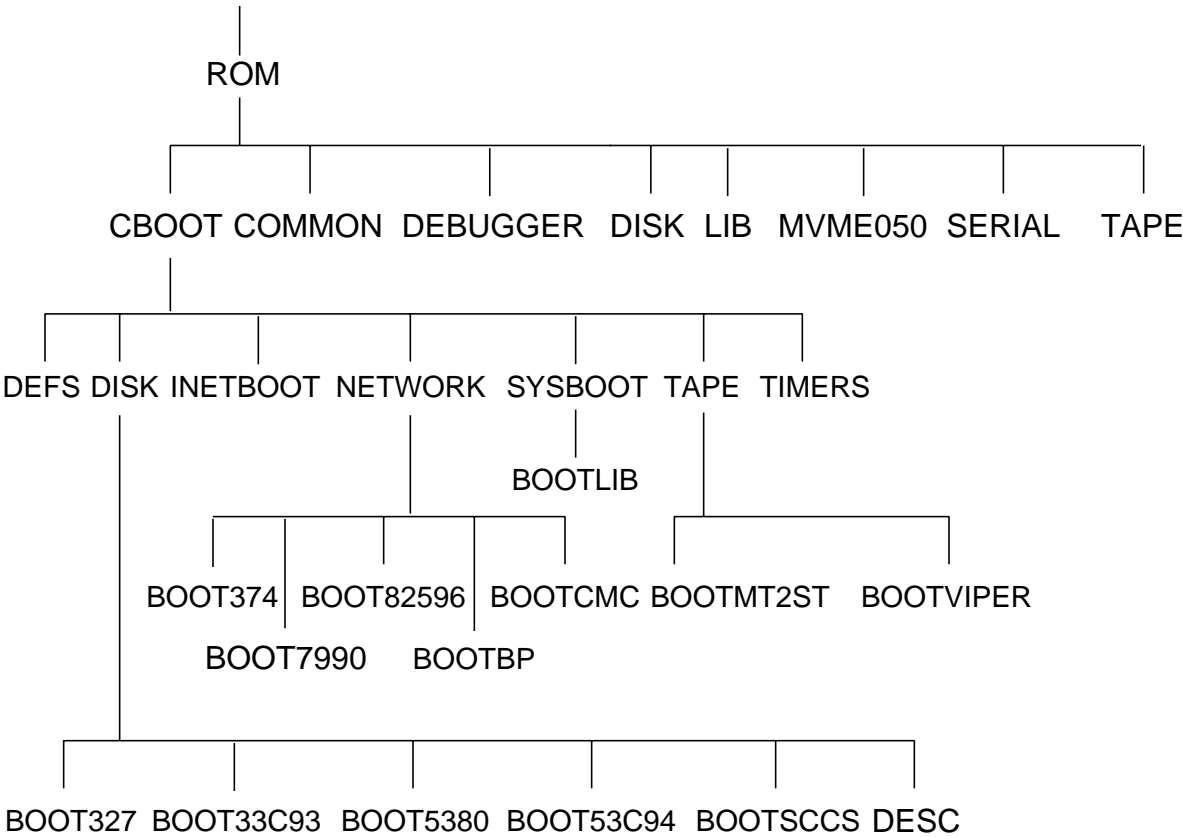 ROM
CBOOT COMMON DEBUGGER DISK LIB MVME050 SERIAL TAPE
DEFS DISK INETBOOT NETWORK SYSBOOT TAPE TIMERS
BOOTLIB
BOOT374 BOOT82596 BOOTCMC BOOTMT2ST BOOTVIPER
BOOT7990 BOOTBP
BOOT327 BOOT33C93 BOOT5380 BOOT53C94 BOOTSCCS DESC